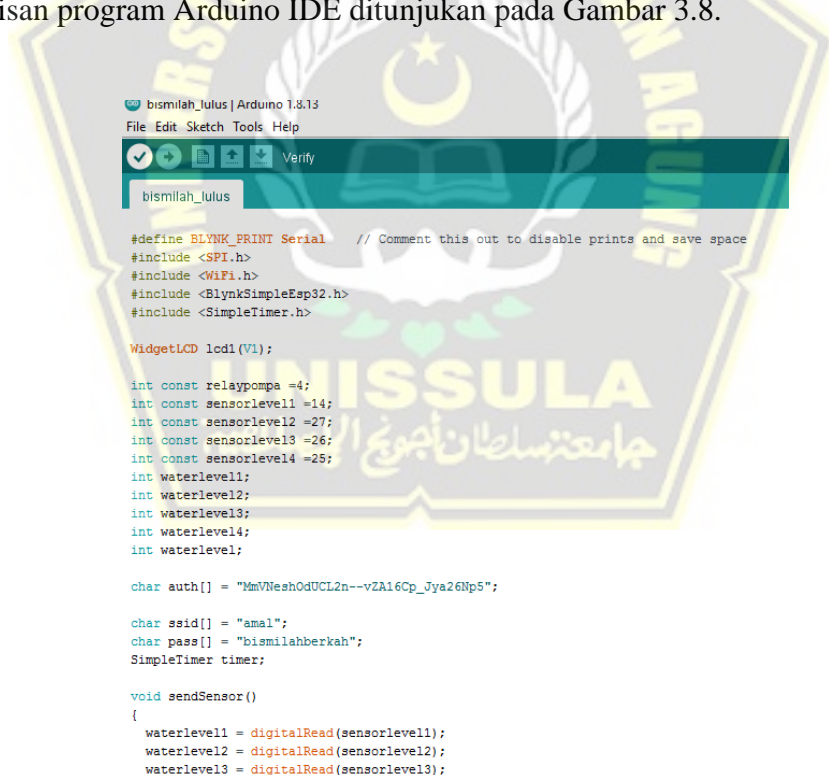 isan program Arduino IDE ditunjukan pada Gambar 3.8.
bismilah_lulus | Arduino 1.8.13
File Edit Sketch Tools Help
Verify
bismilah_lulus
#define BLYNK_PRINT Serial    // Comment this out to disable prints and save space
#include <SPI.h>
#include <WiFi.h>
#include <BlynkSimpleEsp32.h>
#include <SimpleTimer.h>
WidgetLCD lcd1(V1);
int const relaypompa =4;
int const sensorlevel1 =14;
int const sensorlevel2 =27;
int const sensorlevel3 =26;
int const sensorlevel4 =25;
int waterlevel1;
int waterlevel2;
int waterlevel3;
int waterlevel4;
int waterlevel;
char auth[] = "MmVNeshOdUCL2n--vZA16Cp_Jya26Np5";
char ssid[] = "amal";
char pass[] = "bismilahberkah";
SimpleTimer timer;
void sendSensor()
{
  waterlevel1 = digitalRead(sensorlevel1);
  waterlevel2 = digitalRead(sensorlevel2);
  waterlevel3 = digitalRead(sensorlevel3);
UNISSULA
جامعتنسلطان أجونج الإسلامية
AGUNG